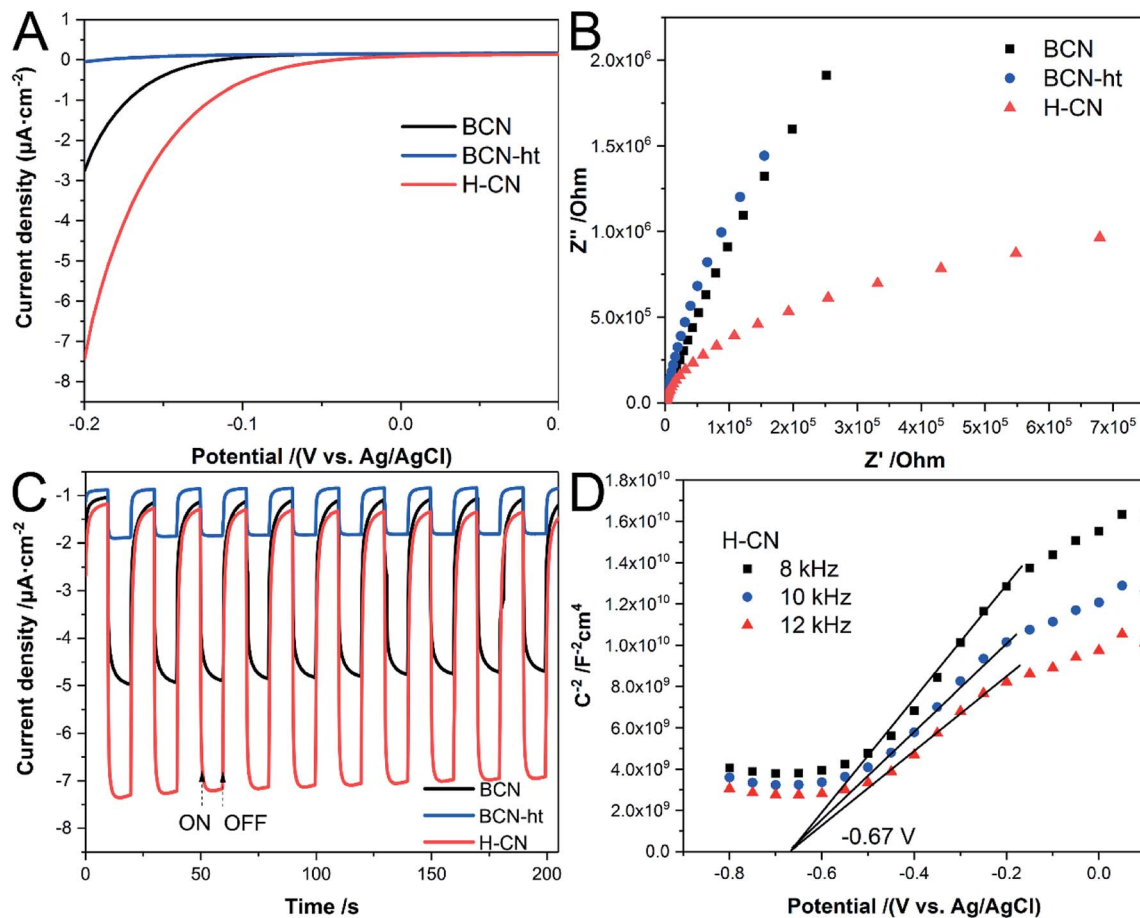 A
1
0
-1
-2
-3
-4
-5
-6
-7
-8
Current density (µA·cm⁻²)
BCN
BCN-ht
H-CN
-0.2
-0.1
0.0
0.
Potential /(V vs. Ag/AgCl)
B
2.0x10⁶
1.5x10⁶
1.0x10⁶
5.0x10⁵
0.0
Z'' /Ohm
BCN
BCN-ht
H-CN
0
1x10⁵
2x10⁵
3x10⁵
4x10⁵
5x10⁵
6x10⁵
7x10⁵
Z' /Ohm
C
-1
-2
-3
-4
-5
-6
-7
-8
Current density /µA·cm⁻²
ON
OFF
BCN
BCN-ht
H-CN
0
50
100
150
200
Time /s
D
1.8x10¹⁰
1.6x10¹⁰
1.4x10¹⁰
1.2x10¹⁰
1.0x10¹⁰
8.0x10⁹
6.0x10⁹
4.0x10⁹
2.0x10⁹
0.0
C⁻² /F⁻²cm⁴
H-CN
8 kHz
10 kHz
12 kHz
-0.67 V
-0.8
-0.6
-0.4
-0.2
0.0
Potential /(V vs. Ag/AgCl)